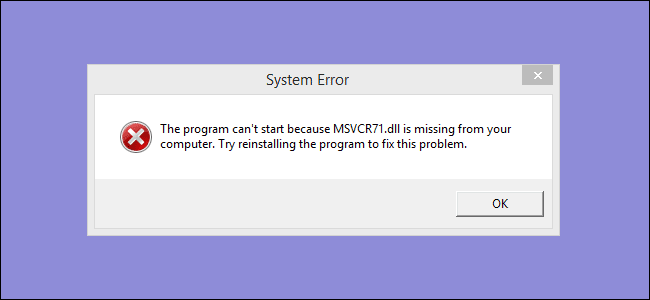 System Error
The program can't start because MSVCR71.dll is missing from your
computer. Try reinstalling the program to fix this problem.
OK